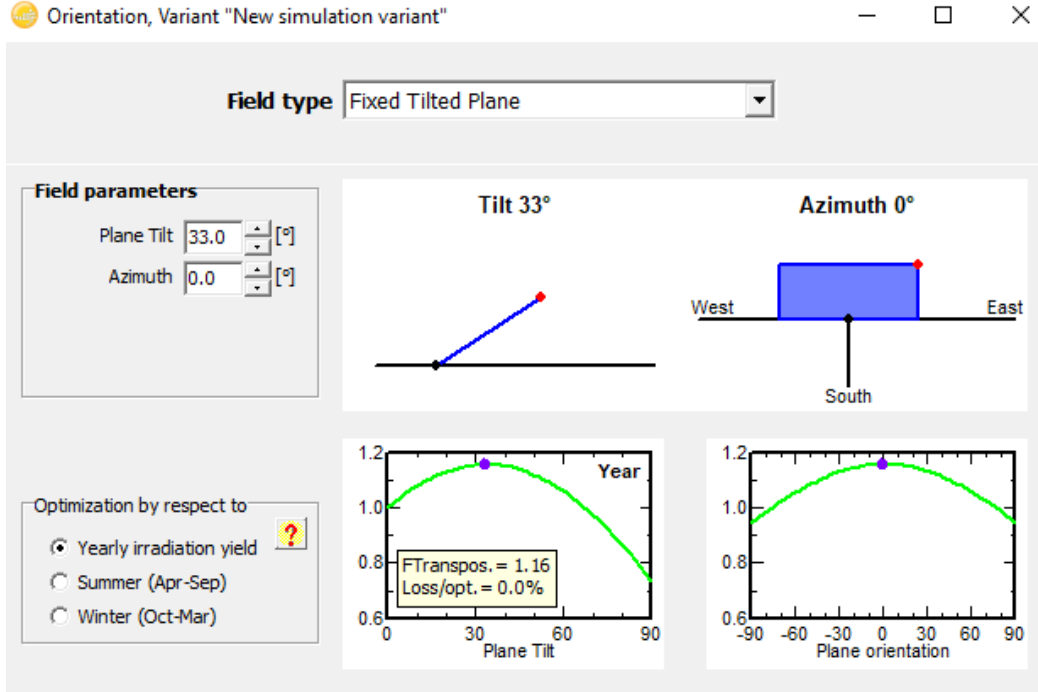 Orientation, Variant "New simulation variant"
Field type Fixed Tilted Plane
Field parameters
Plane Tilt 33.0 [°]
Azimuth 0.0 [°]
Tilt 33°
Azimuth 0°
West
East
South
Optimization by respect to
?
Yearly irradiation yield
Summer (Apr-Sep)
Winter (Oct-Mar)
1.2
1.0
0.8
0.6
Year
FTranspos.= 1.16
Loss/opt.= 0.0%
0 30 60 90
Plane Tilt
1.2
1.0
0.8
0.6
-90 -60 -30 0 30 60 90
Plane orientation